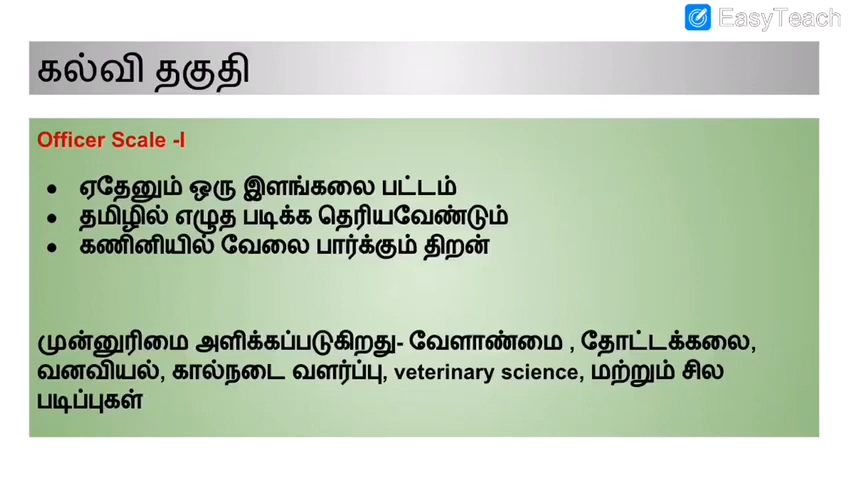 EasyTeach
கல்வி தகுதி
Officer Scale -I
● ஏதேனும் ஒரு இளங்கலை பட்டம்
● தமிழில் எழுத படிக்க தெரியவேண்டும்
● கணினியில் வேலை பார்க்கும் திறன்
முன்னுரிமை அளிக்கப்படுகிறது- வேளாண்மை , தோட்டக்கலை,
வனவியல், கால்நடை வளர்ப்பு, veterinary science, மற்றும் சில
படிப்புகள்